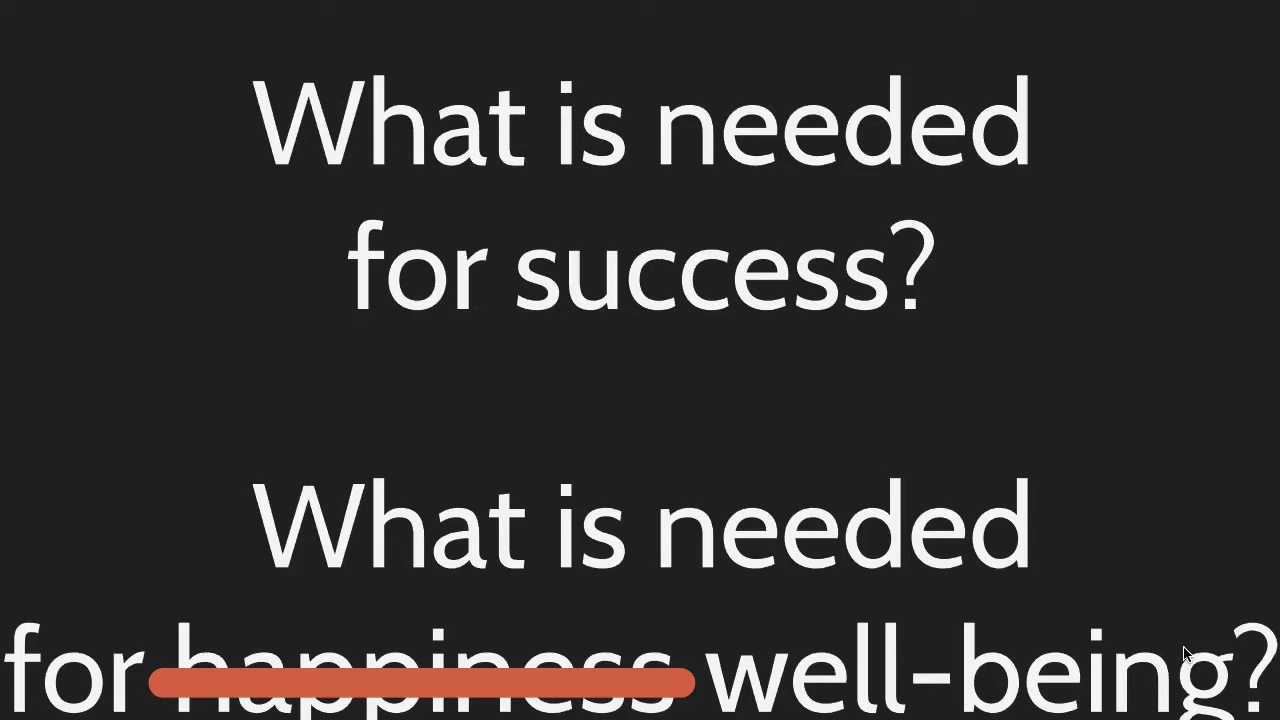 What is needed
for success?
What is needed
for happiness well-being?